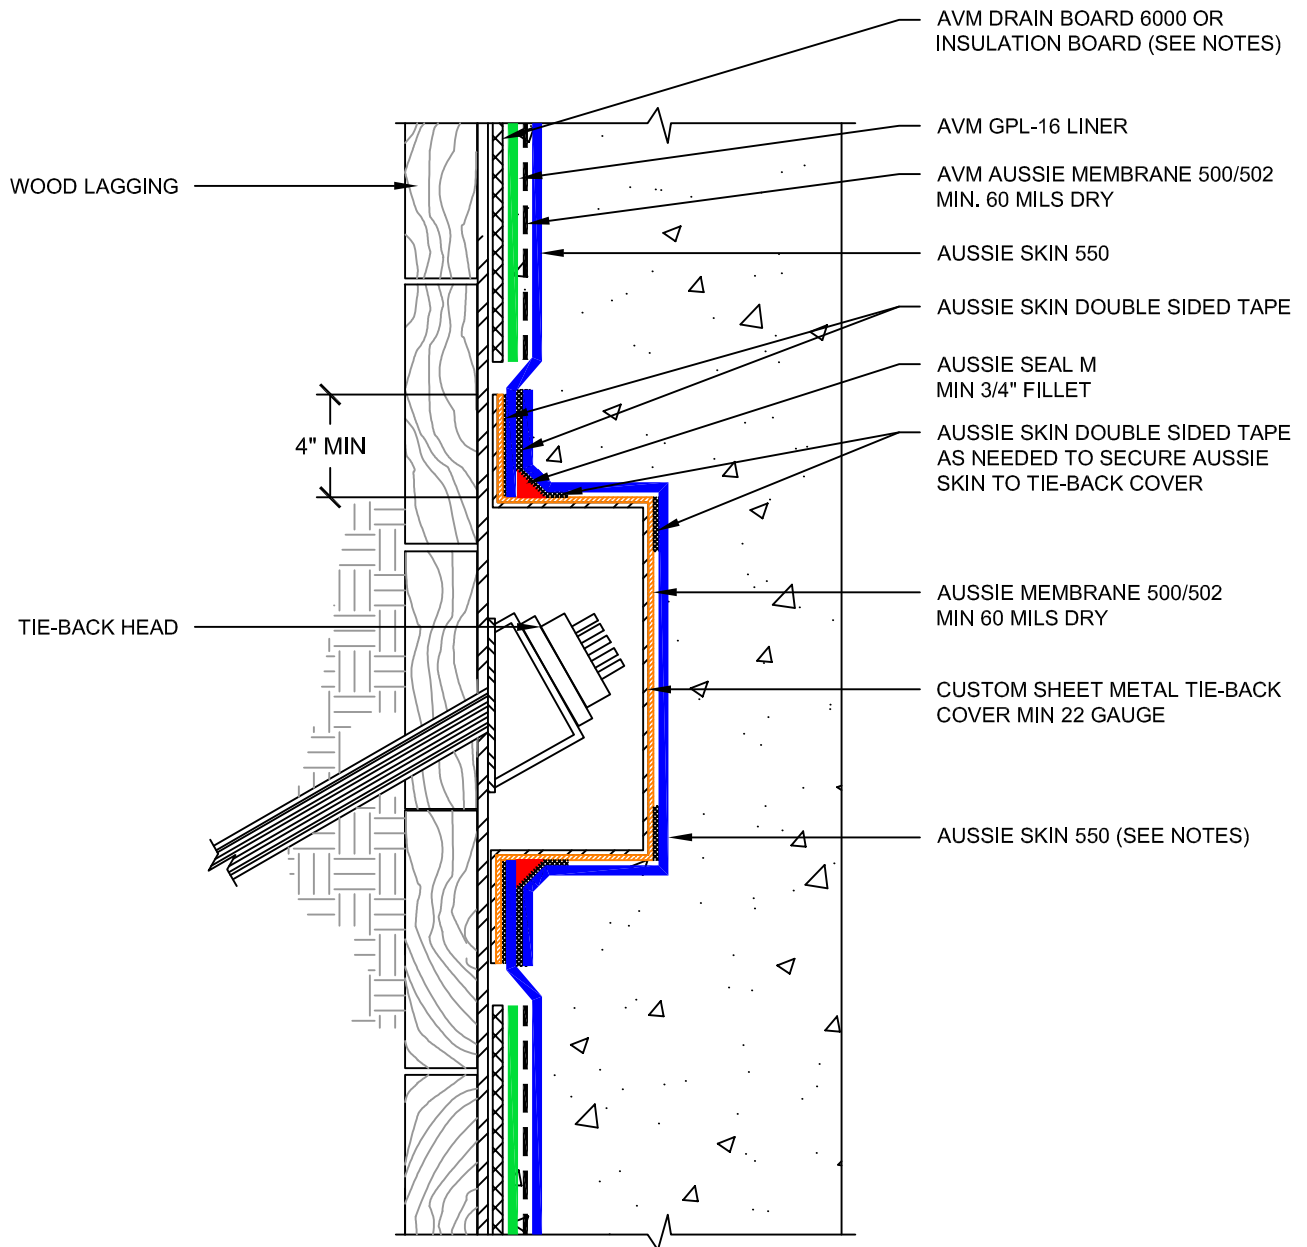 AVM DRAIN BOARD 6000 OR
INSULATION BOARD (SEE NOTES)
AVM GPL-16 LINER
WOOD LAGGING
AVM AUSSIE MEMBRANE 500/502
MIN. 60 MILS DRY
AUSSIE SKIN 550
AUSSIE SKIN DOUBLE SIDED TAPE
AUSSIE SEAL M
MIN 3/4" FILLET
4" MIN
AUSSIE SKIN DOUBLE SIDED TAPE
AS NEEDED TO SECURE AUSSIE
SKIN TO TIE-BACK COVER
AUSSIE MEMBRANE 500/502
MIN 60 MILS DRY
TIE-BACK HEAD
CUSTOM SHEET METAL TIE-BACK
COVER MIN 22 GAUGE
AUSSIE SKIN 550 (SEE NOTES)